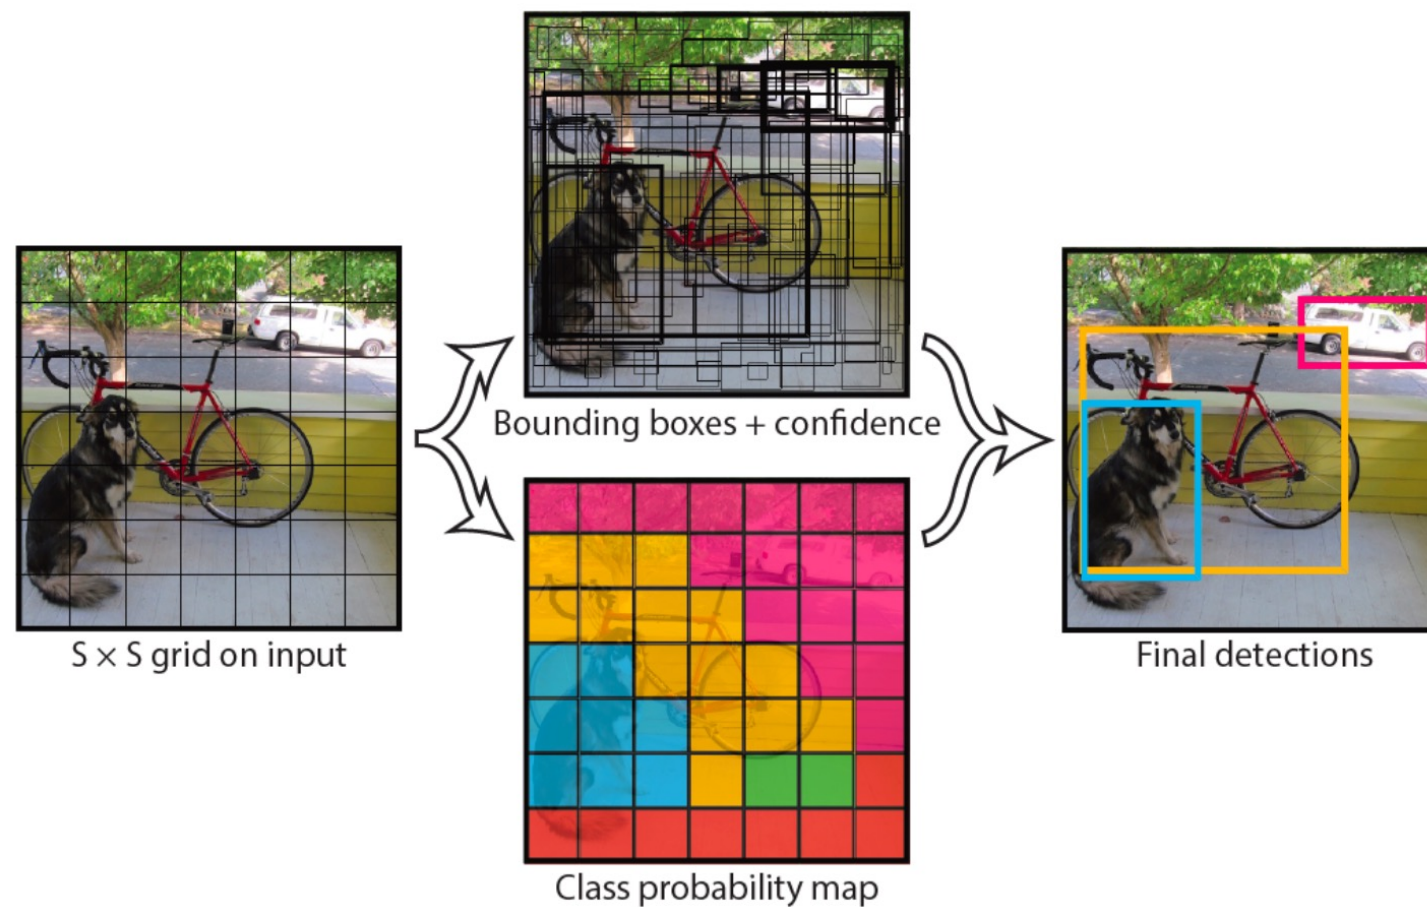 Bounding boxes + confidence
S × S grid on input
Final detections
Class probability map